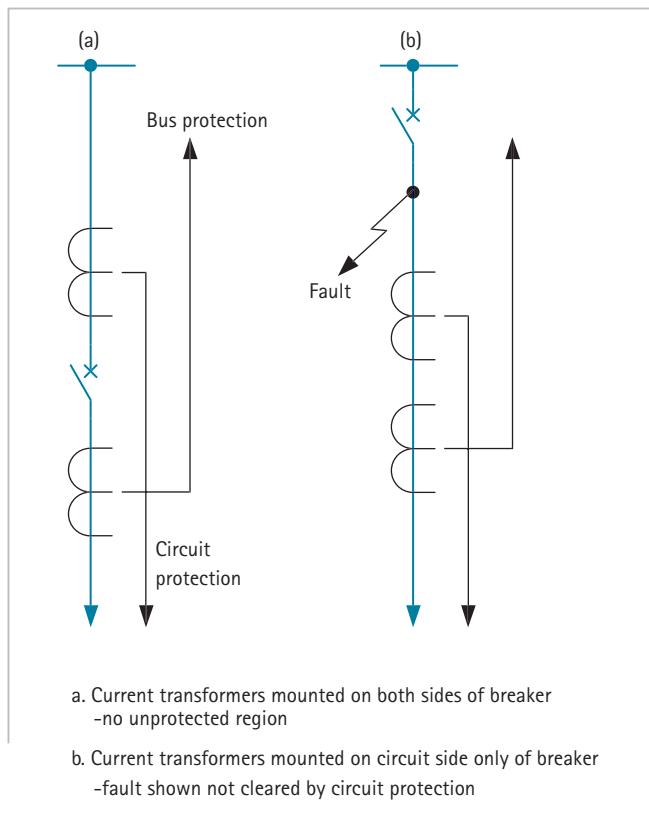 (a)
(b)
Bus protection
Fault
Circuit
protection
a. Current transformers mounted on both sides of breaker
-no unprotected region
b. Current transformers mounted on circuit side only of breaker
-fault shown not cleared by circuit protection